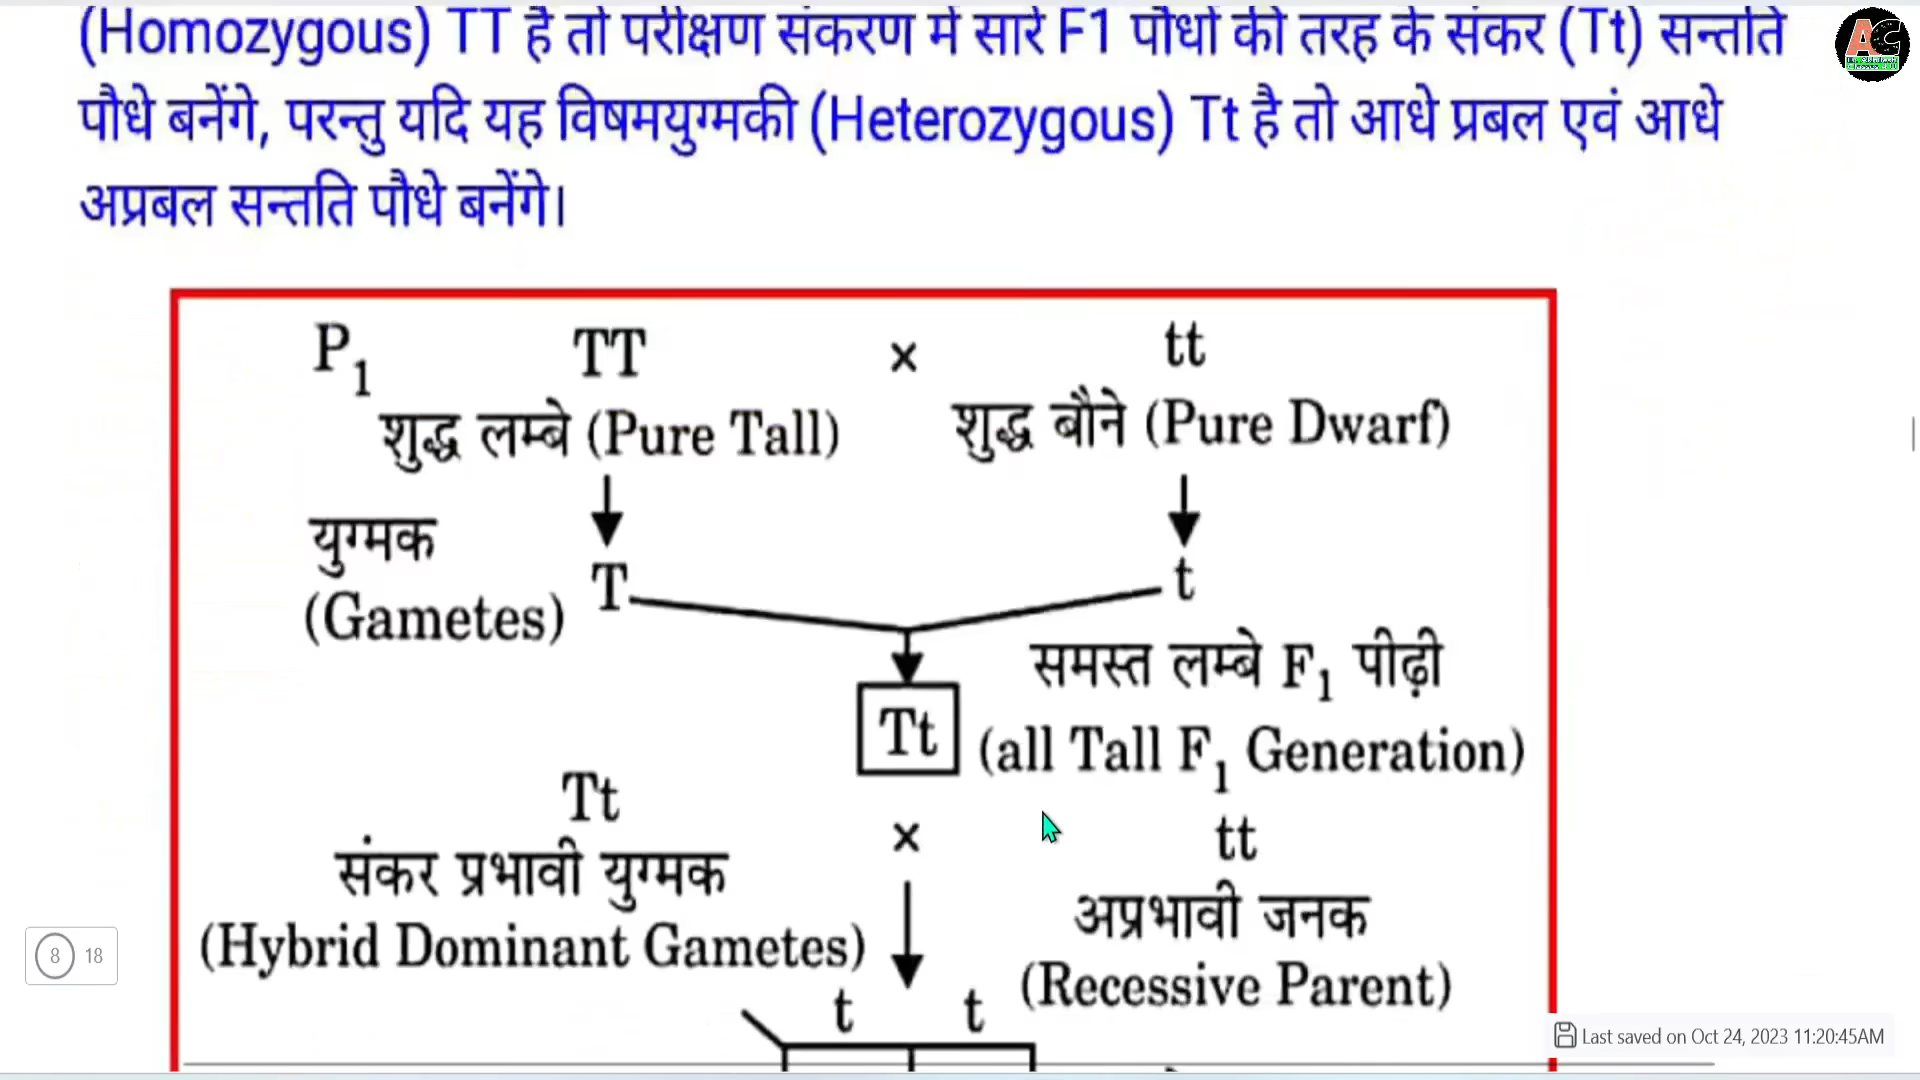 (Homozygous) TT है तो परीक्षण संकरण में सारे F1 पौधों की तरह के संकर (Tt) सन्तति
पौधे बनेंगे, परन्तु यदि यह विषमयुग्मकी (Heterozygous) Tt है तो आधे प्रबल एवं आधे
अप्रबल सन्तति पौधे बनेंगे।
P1 TT × tt
शुद्ध लम्बे (Pure Tall) शुद्ध बौने (Pure Dwarf)
युग्मक
(Gametes) T t
समस्त लम्बे F1 पीढ़ी
Tt (all Tall F1 Generation)
Tt × tt
संकर प्रभावी युग्मक अप्रभावी जनक
(Hybrid Dominant Gametes) (Recessive Parent)
t t
8 18
Last saved on Oct 24, 2023 11:20:45AM
AC